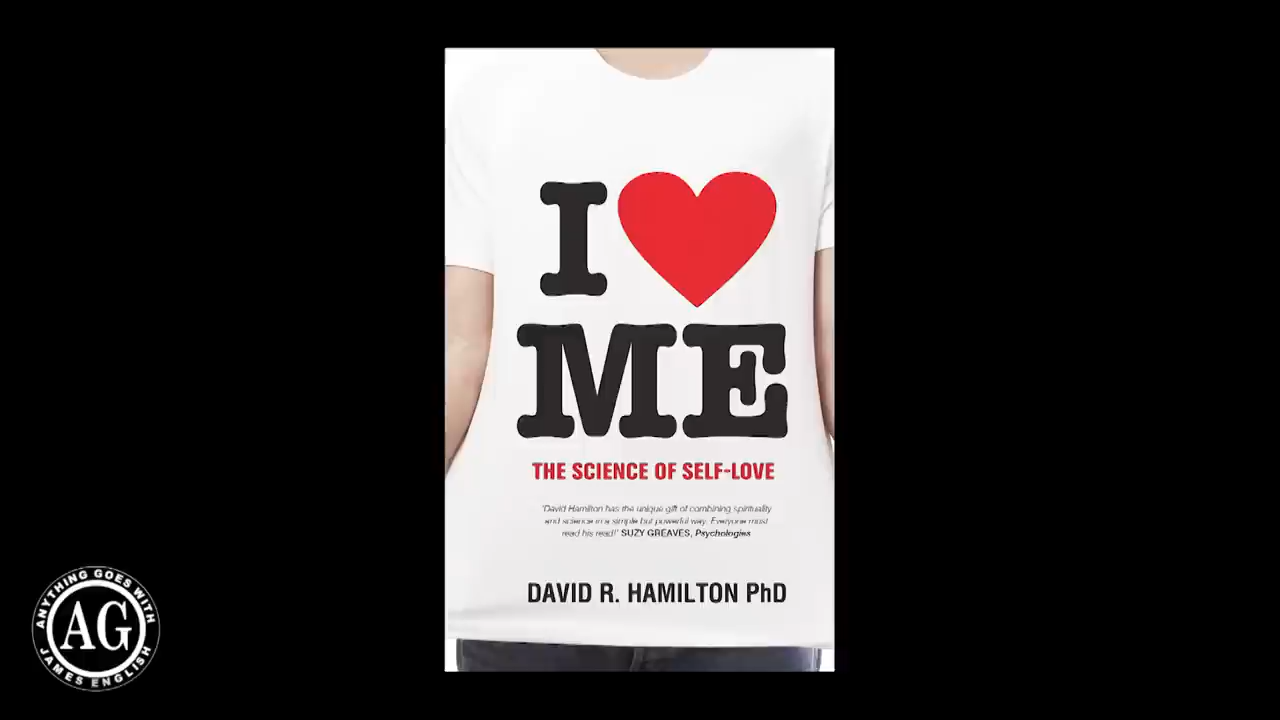 I
ME
THE SCIENCE OF SELF-LOVE
'David Hamilton has the unique gift of combining spirituality
and science in a simple but powerful way. Everyone must
read his read!' SUZY GREAVES, Psychologies
DAVID R. HAMILTON PhD
ANYTHING GOES WITH
AG
JAMES ENGLISH